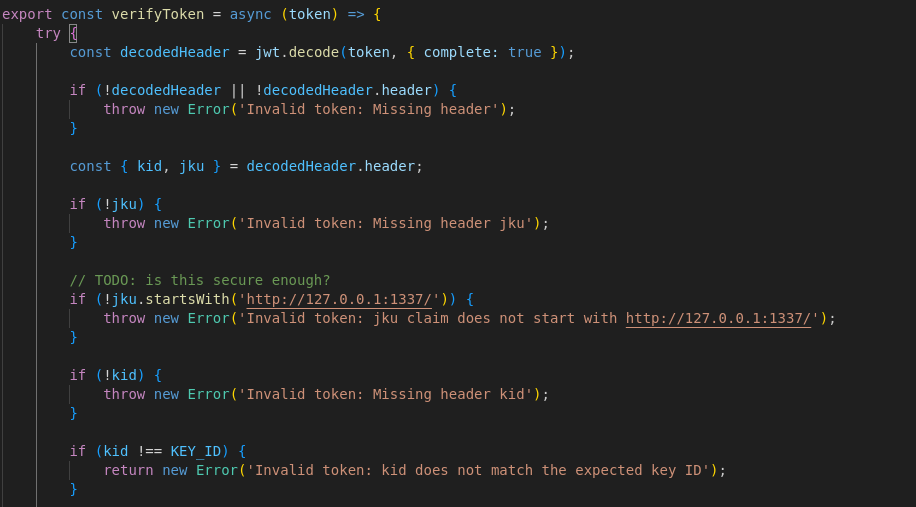 export const verifyToken = async (token) => {
    try {
        const decodedHeader = jwt.decode(token, { complete: true });

        if (!decodedHeader || !decodedHeader.header) {
            throw new Error('Invalid token: Missing header');
        }

        const { kid, jku } = decodedHeader.header;

        if (!jku) {
            throw new Error('Invalid token: Missing header jku');
        }

        // TODO: is this secure enough?
        if (!jku.startsWith('http://127.0.0.1:1337/')) {
            throw new Error('Invalid token: jku claim does not start with http://127.0.0.1:1337/');
        }

        if (!kid) {
            throw new Error('Invalid token: Missing header kid');
        }

        if (kid !== KEY_ID) {
            return new Error('Invalid token: kid does not match the expected key ID');
        }